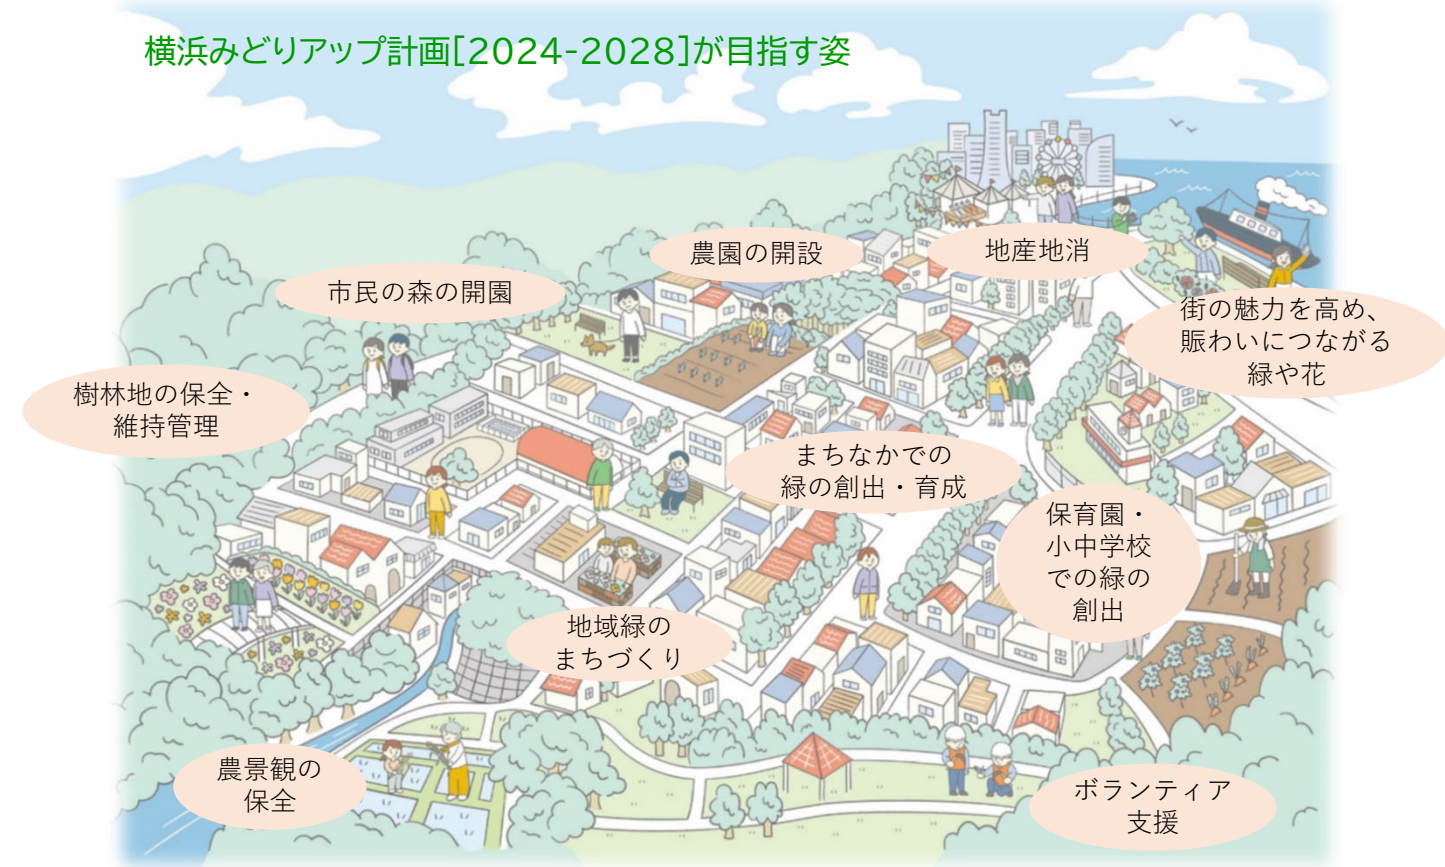 横浜みどりアップ計画[2024-2028]が目指す姿
農園の開設
地産地消
市民の森の開園
街の魅力を高め、
賑わいにつながる
緑や花
樹林地の保全・
維持管理
まちなかでの
緑の創出・育成
保育園・
小中学校
での緑の
創出
地域緑の
まちづくり
農景観の
保全
ボランティア
支援